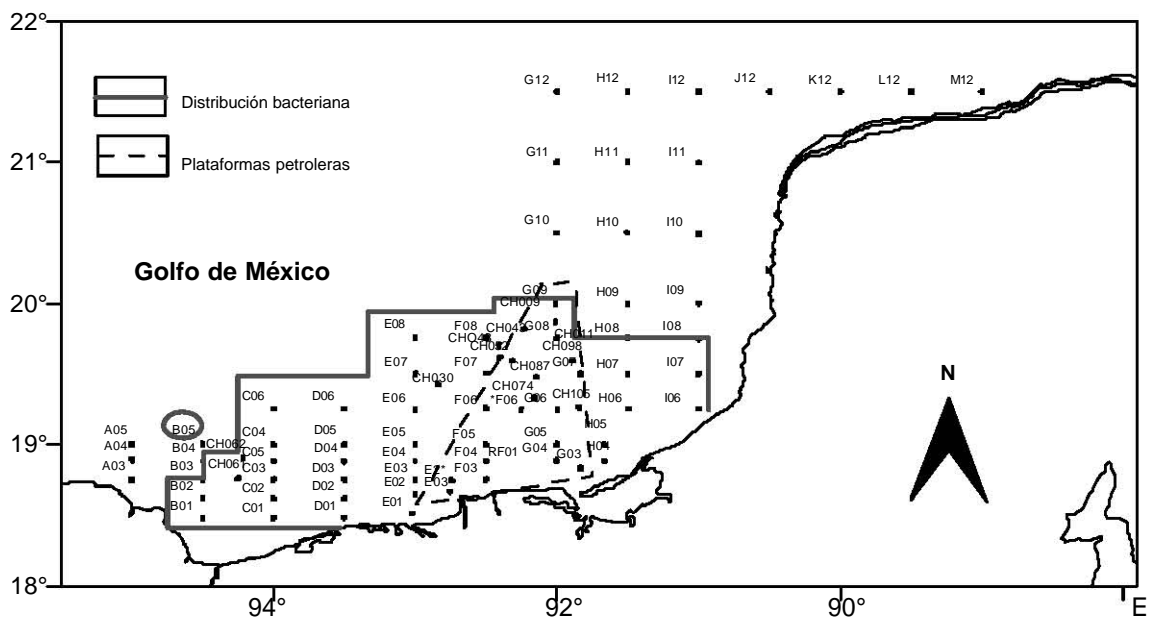 22°
G12 H12 I12 J12 K12 L12 M12
Distribución bacteriana
Plataformas petroleras
21°
G11 H11 I11
G10 H10 I10
Golfo de México
20°
G09 H09 I09
CH009
E08 F08 G08 H08 I08
CH011
CH098
E07 F07 G07 H07 I07
CH087
CH030
CH074
C06 D06 E06 F06 *F06 G06 CH105 H06 I06
N
A05 B05 C04 D05 E05 F05 G05 H05
19°
A04 B04 CH062 C05 D04 E04 F04 RF01 G04 H04
A03 B03 C03 D03 E03 F03 G03
B02 C02 D02 E02 E03
B01 C01 D01 E01
18°
94° 92° 90° E